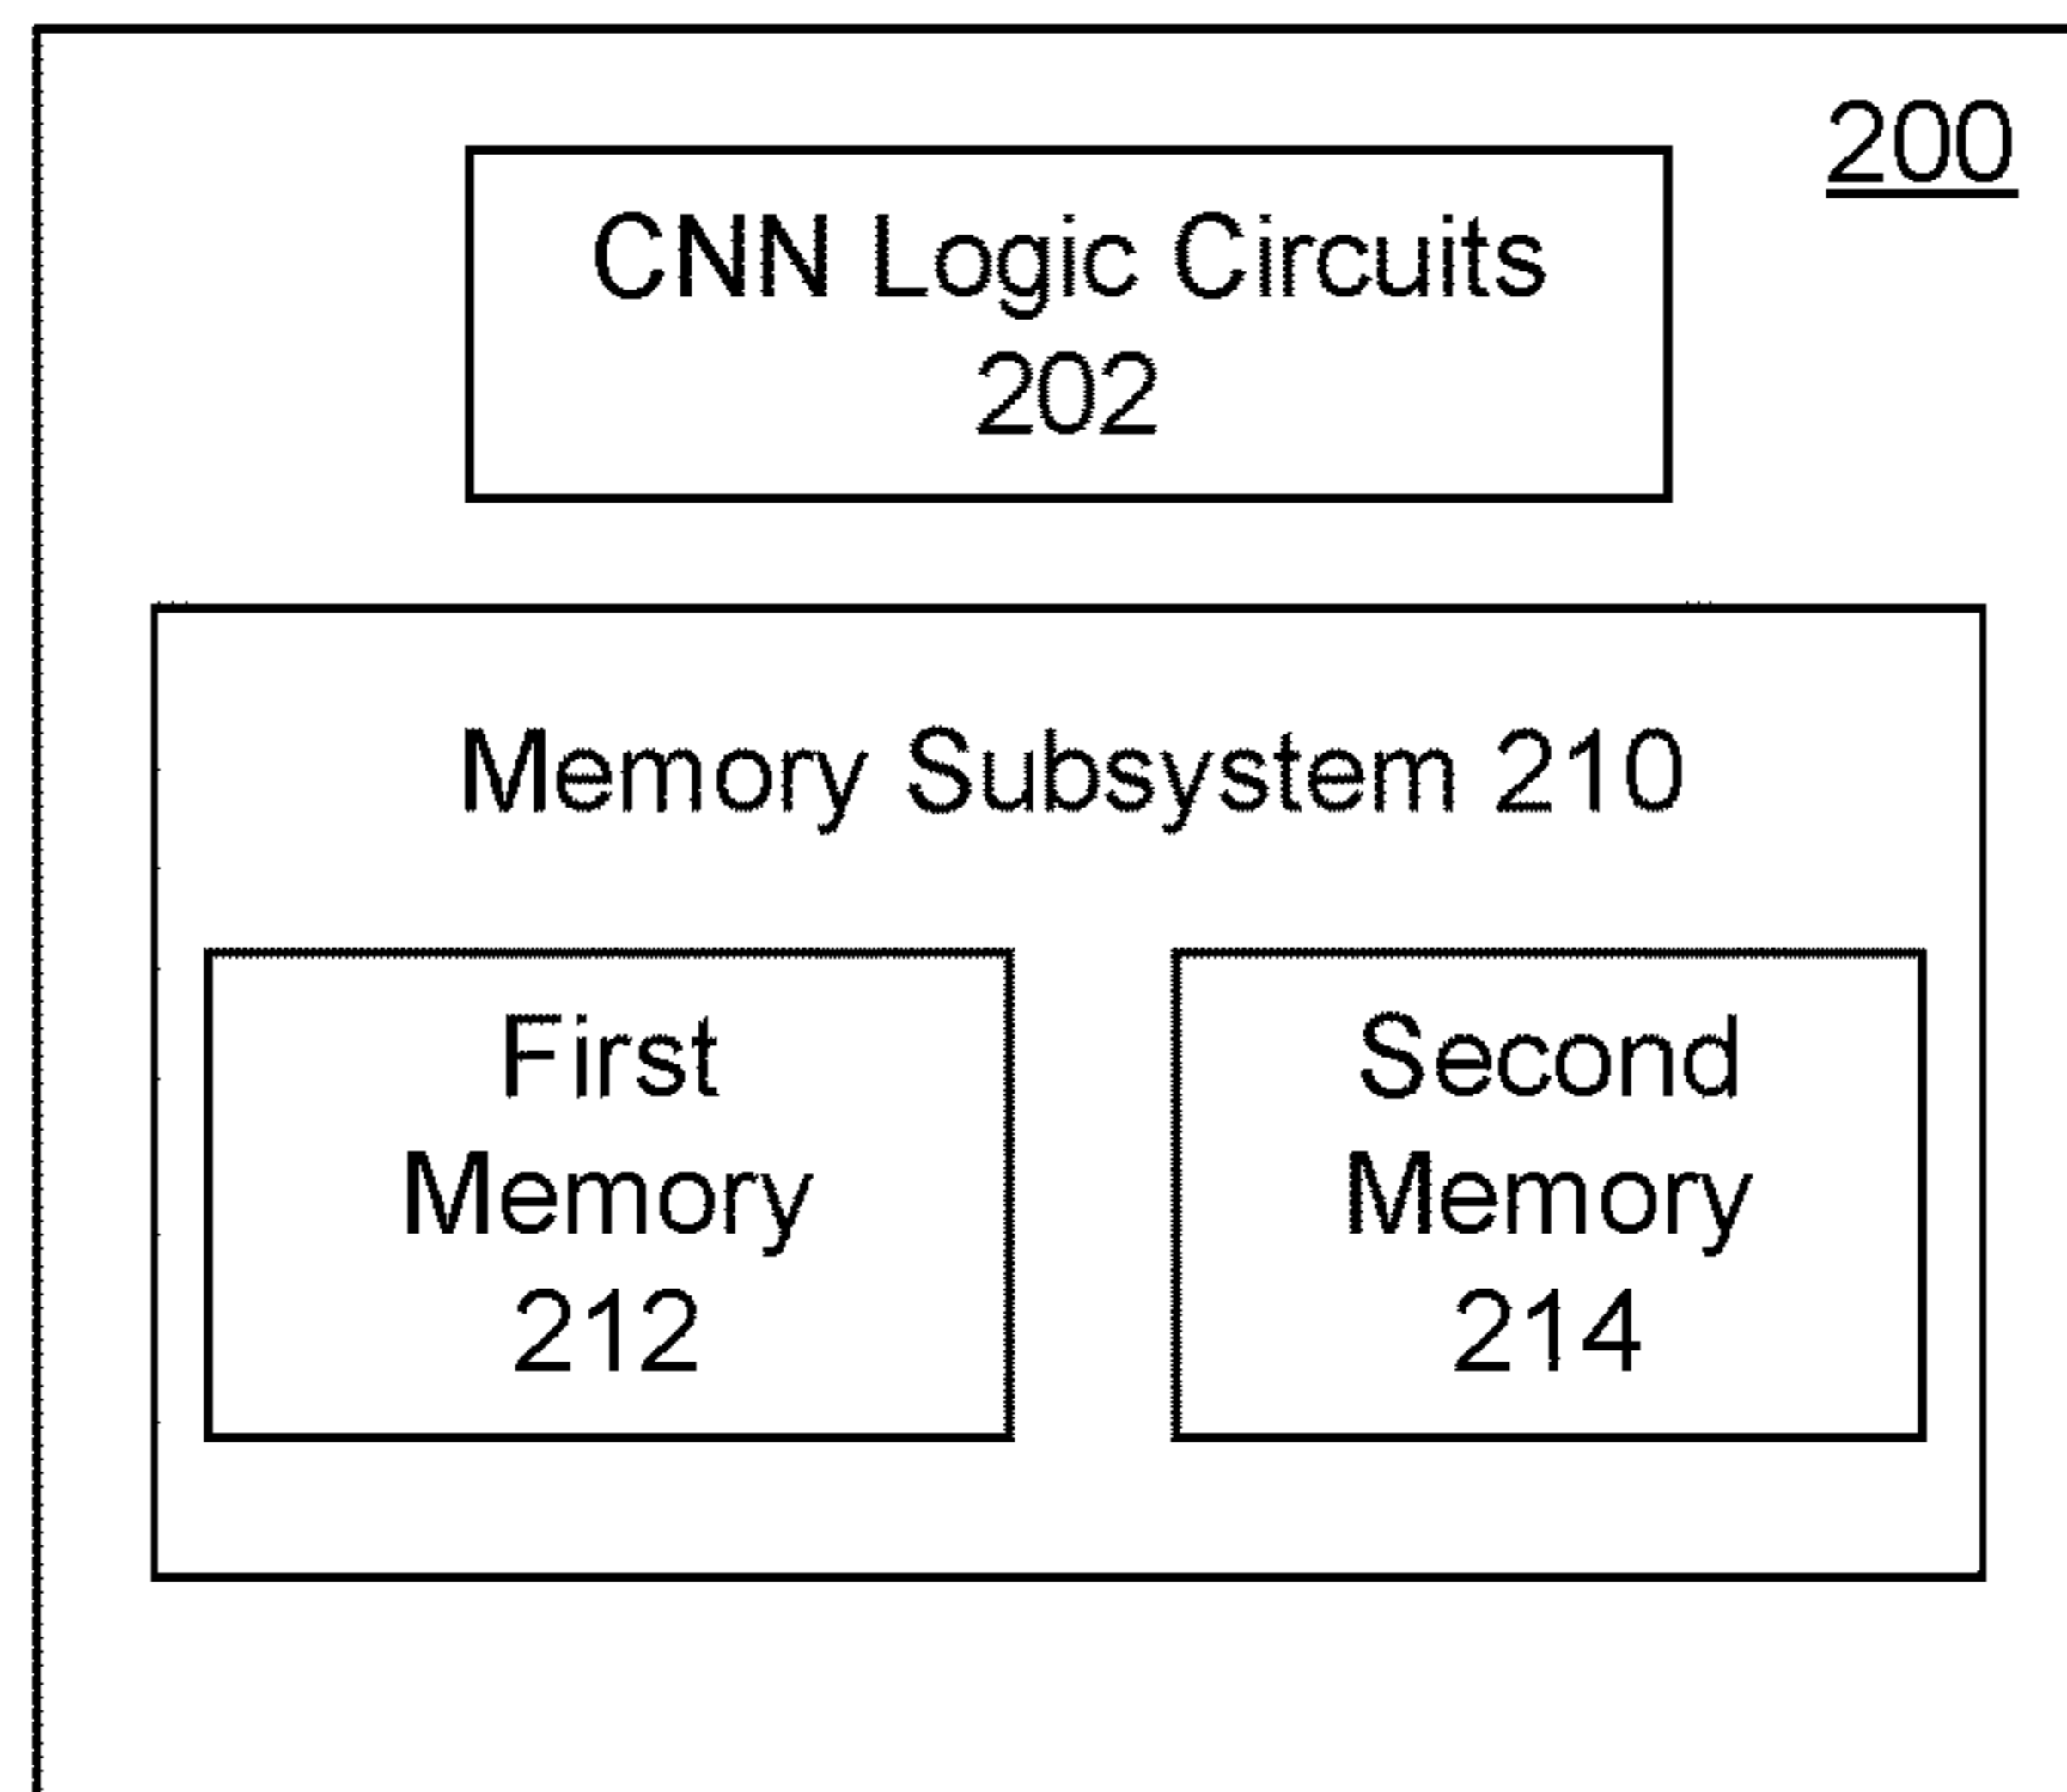 200
CNN Logic Circuits
202
Memory Subsystem 210
First
Memory
212
Second
Memory
214